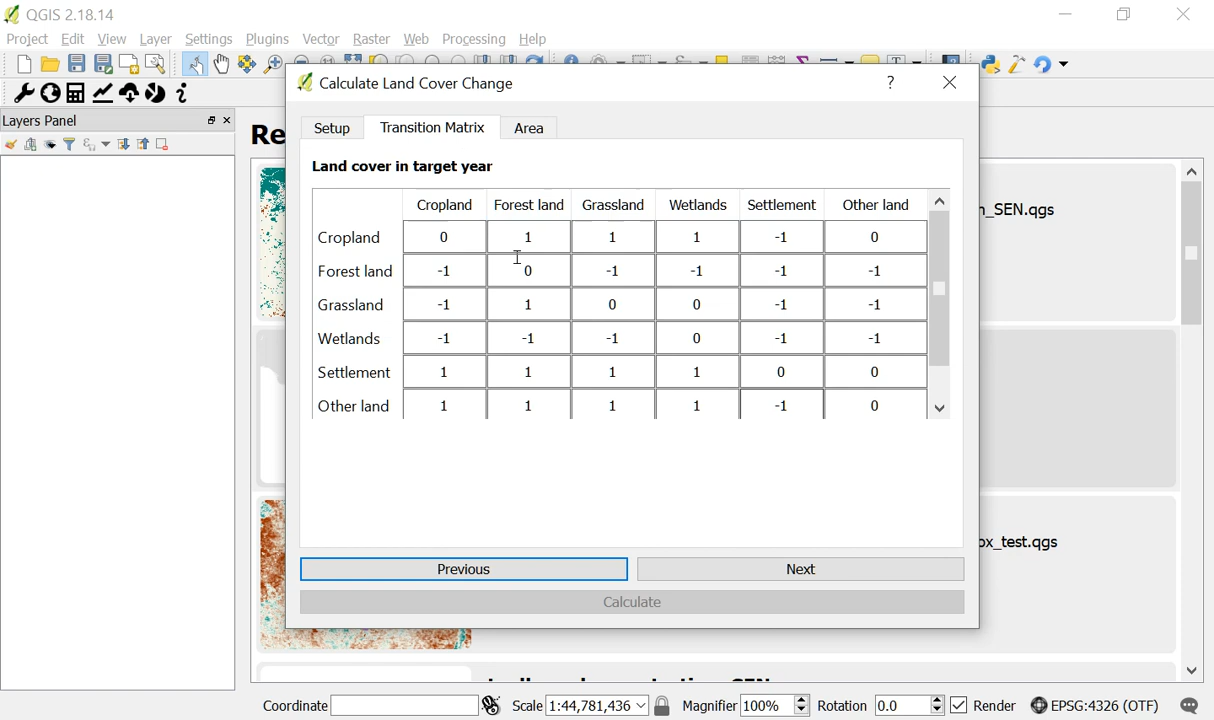 QGIS 2.18.14
Project Edit View Layer Settings Plugins Vector Raster Web Processing Help
Calculate Land Cover Change ?
Layers Panel
Re
Setup Transition Matrix Area
Land cover in target year
Cropland Forest land Grassland Wetlands Settlement Other land
Cropland 0 1 1 1 -1 0
Forest land -1 0 -1 -1 -1 -1
Grassland -1 1 0 0 -1 -1
Wetlands -1 -1 -1 0 -1 -1
Settlement 1 1 1 1 0 0
Other land 1 1 1 1 -1 0
_SEN.qgs
ox_test.qgs
Previous Next
Calculate
Coordinate Scale 1:44,781,436 Magnifier 100% Rotation 0.0 Render EPSG:4326 (OTF)